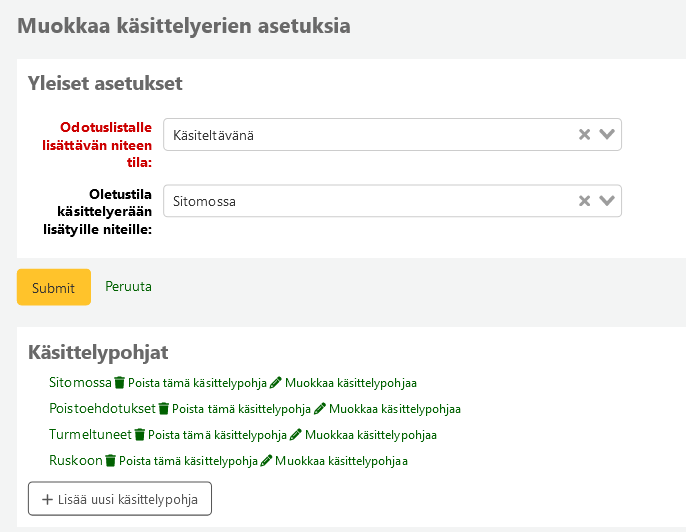 Muokkaa käsittelyerien asetuksia
Yleiset asetukset
Odotuslistalle
lisättävän niteen
tila:
Käsiteltävänä
Oletustila
käsittelyerään
lisätyille niteille:
Sitomossa
Submit
Peruuta
Käsittelypohjat
Sitomossa Poista tämä käsittelypohja Muokkaa käsittelypohjaa
Poistoehdotukset Poista tämä käsittelypohja Muokkaa käsittelypohjaa
Turmeltuneet Poista tämä käsittelypohja Muokkaa käsittelypohjaa
Ruskoon Poista tämä käsittelypohja Muokkaa käsittelypohjaa
+ Lisää uusi käsittelypohja